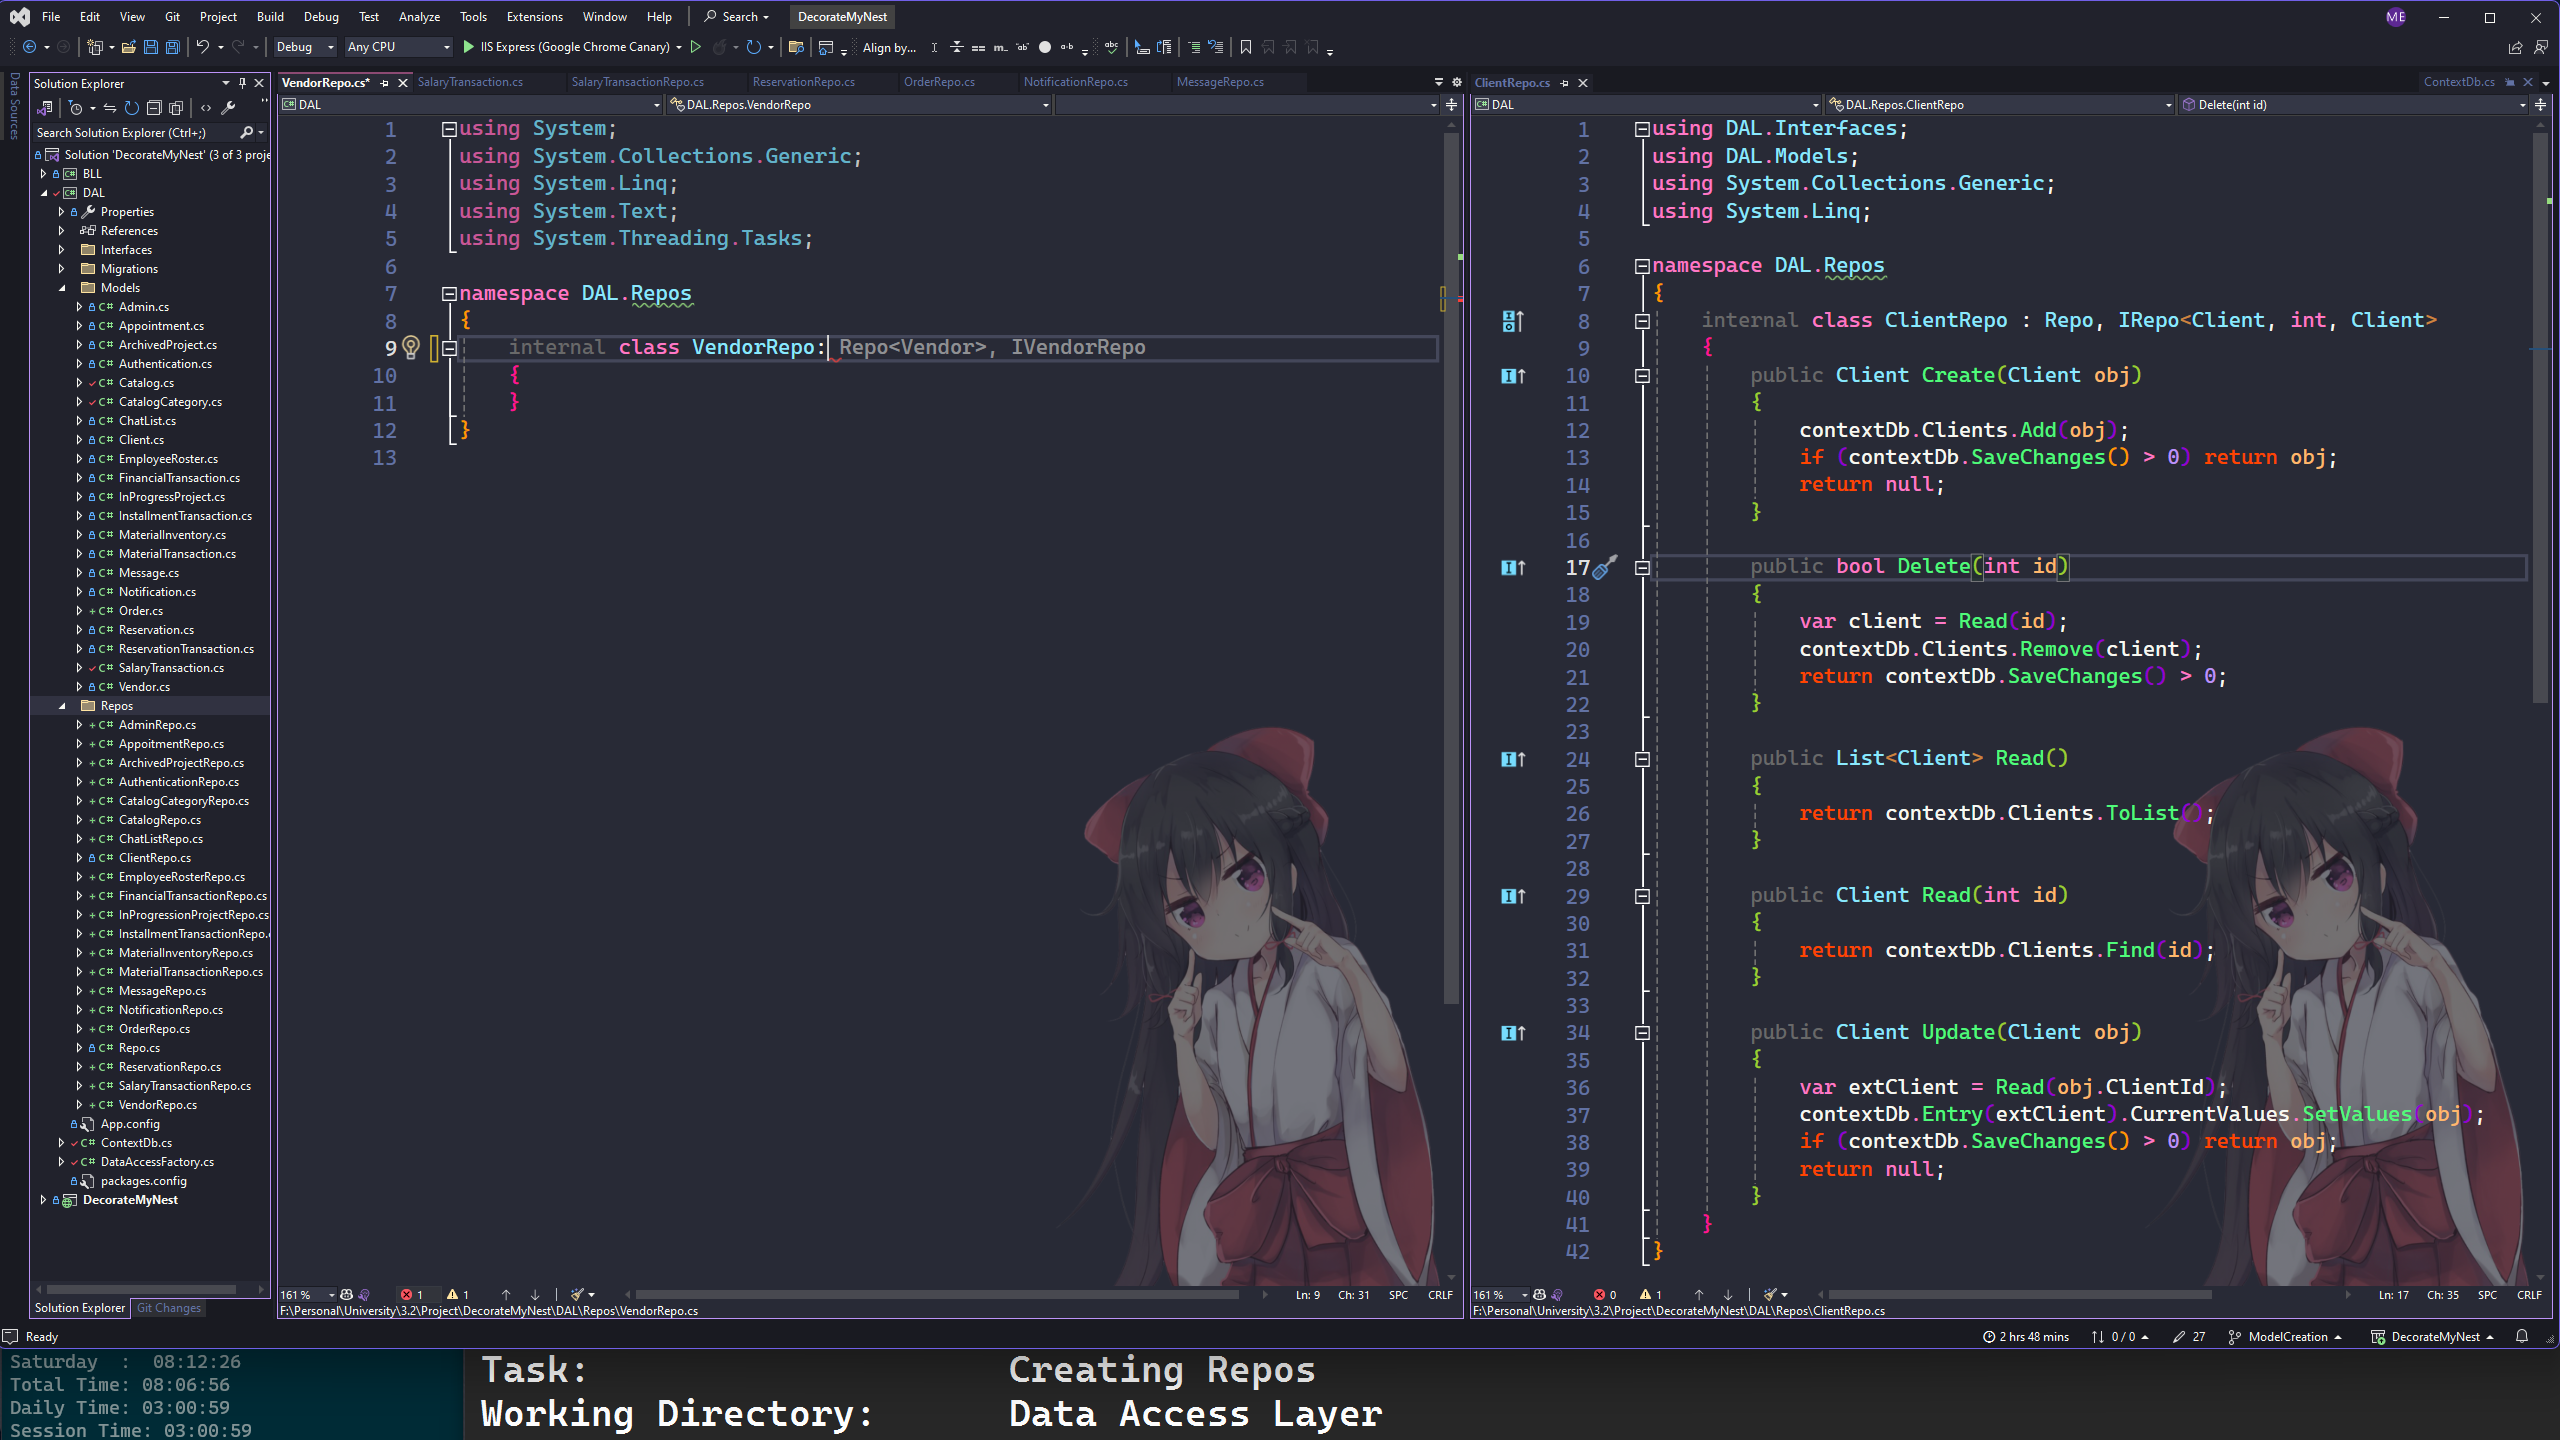 File Edit View Git Project Build Debug Test Analyze Tools Extensions Window Help Search DecorateMyNest ME
Debug Any CPU IIS Express (Google Chrome Canary) Align by...
Data Sources
Solution Explorer
Search Solution Explorer (Ctrl+;)
Solution 'DecorateMyNest' (3 of 3 proje
BLL
DAL
Properties
References
Interfaces
Migrations
Models
Admin.cs
Appointment.cs
ArchivedProject.cs
Authentication.cs
Catalog.cs
CatalogCategory.cs
ChatList.cs
Client.cs
EmployeeRoster.cs
FinancialTransaction.cs
InProgressProject.cs
InstallmentTransaction.cs
MaterialInventory.cs
MaterialTransaction.cs
Message.cs
Notification.cs
Order.cs
Reservation.cs
ReservationTransaction.cs
SalaryTransaction.cs
Vendor.cs
Repos
AdminRepo.cs
AppoitmentRepo.cs
ArchivedProjectRepo.cs
AuthenticationRepo.cs
CatalogCategoryRepo.cs
CatalogRepo.cs
ChatListRepo.cs
ClientRepo.cs
EmployeeRosterRepo.cs
FinancialTransactionRepo.cs
InProgressionProjectRepo.cs
InstallmentTransactionRepo.
MaterialInventoryRepo.cs
MaterialTransactionRepo.cs
MessageRepo.cs
NotificationRepo.cs
OrderRepo.cs
Repo.cs
ReservationRepo.cs
SalaryTransactionRepo.cs
VendorRepo.cs
App.config
ContextDb.cs
DataAccessFactory.cs
packages.config
DecorateMyNest
Solution Explorer Git Changes
VendorRepo.cs* SalaryTransaction.cs SalaryTransactionRepo.cs ReservationRepo.cs OrderRepo.cs NotificationRepo.cs MessageRepo.cs
DAL DAL.Repos.VendorRepo
1 using System;
2 using System.Collections.Generic;
3 using System.Linq;
4 using System.Text;
5 using System.Threading.Tasks;
6
7 namespace DAL.Repos
8 {
9 internal class VendorRepo: Repo<Vendor>, IVendorRepo
10 {
11 }
12 }
13
161 % 1 1 Ln: 9 Ch: 31 SPC CRLF
F:\Personal\University\3.2\Project\DecorateMyNest\DAL\Repos\VendorRepo.cs
ClientRepo.cs ContextDb.cs
DAL DAL.Repos.ClientRepo Delete(int id)
1 using DAL.Interfaces;
2 using DAL.Models;
3 using System.Collections.Generic;
4 using System.Linq;
5
6 namespace DAL.Repos
7 {
8 internal class ClientRepo : Repo, IRepo<Client, int, Client>
9 {
10 public Client Create(Client obj)
11 {
12 contextDb.Clients.Add(obj);
13 if (contextDb.SaveChanges() > 0) return obj;
14 return null;
15 }
16
17 public bool Delete(int id)
18 {
19 var client = Read(id);
20 contextDb.Clients.Remove(client);
21 return contextDb.SaveChanges() > 0;
22 }
23
24 public List<Client> Read()
25 {
26 return contextDb.Clients.ToList();
27 }
28
29 public Client Read(int id)
30 {
31 return contextDb.Clients.Find(id);
32 }
33
34 public Client Update(Client obj)
35 {
36 var extClient = Read(obj.ClientId);
37 contextDb.Entry(extClient).CurrentValues.SetValues(obj);
38 if (contextDb.SaveChanges() > 0) return obj;
39 return null;
40 }
41 }
42 }
161 % 0 1 Ln: 17 Ch: 35 SPC CRLF
F:\Personal\University\3.2\Project\DecorateMyNest\DAL\Repos\ClientRepo.cs
Ready 2 hrs 48 mins 0 / 0 27 ModelCreation DecorateMyNest
Saturday : 08:12:26
Total Time: 08:06:56
Daily Time: 03:00:59
Session Time: 03:00:59
Task: Creating Repos
Working Directory: Data Access Layer